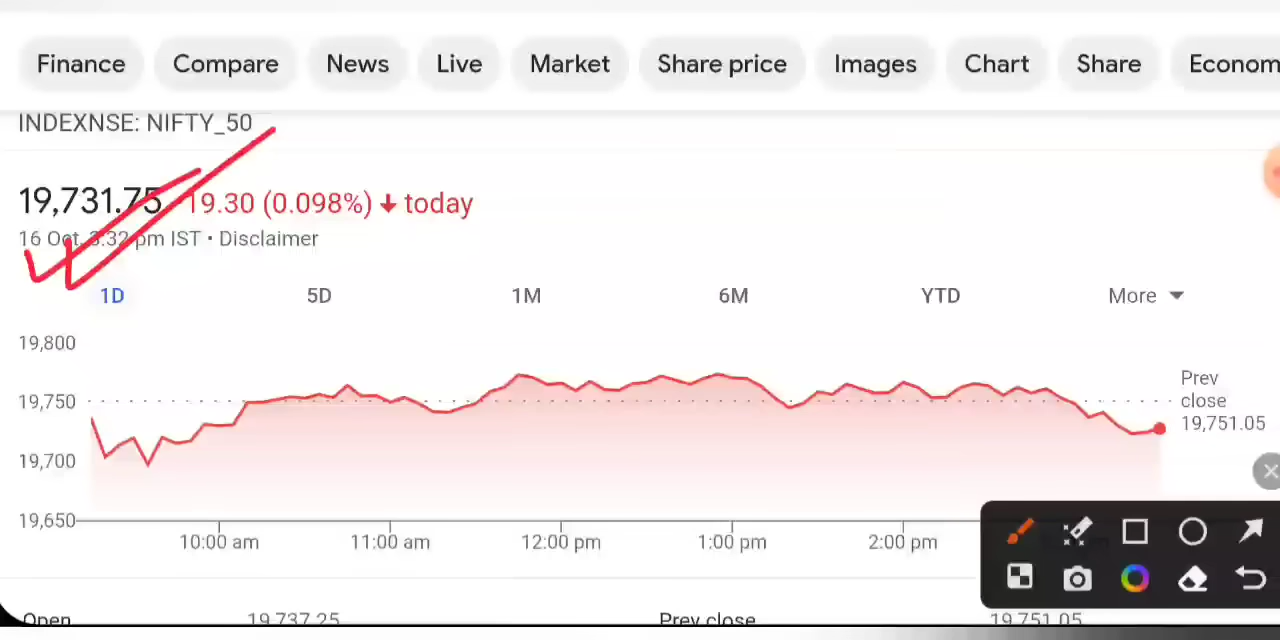 Finance Compare News Live Market Share price Images Chart Share Econom
INDEXNSE: NIFTY_50
19,731.75 19.30 (0.098%) today
16 Oct, 3:32 pm IST • Disclaimer
1D 5D 1M 6M YTD More
19,800
19,750
19,700
19,650
Prev
close
19,751.05
10:00 am 11:00 am 12:00 pm 1:00 pm 2:00 pm
Open 19,737.25 Prev close 19,751.05